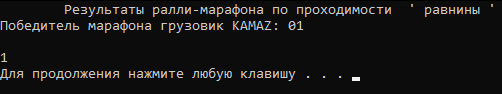 Результаты ралли-марафона по проходимости ' равнины '
Победитель марафона грузовик KAMAZ: 01
1
Для продолжения нажмите любую клавишу . . .